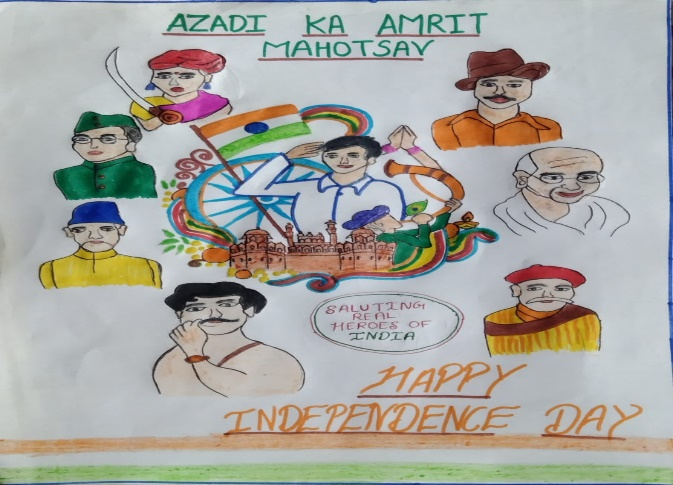 AZADI KA AMRIT
MAHOTSAV
SALUTING
REAL
HEROES OF
INDIA
HAPPY
INDEPENDENCE DAY